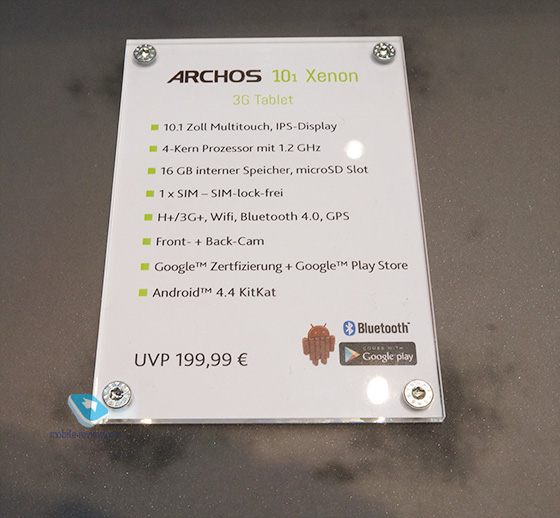 ARCHOS 101 Xenon
3G Tablet
10.1 Zoll Multitouch, IPS-Display
4-Kern Prozessor mit 1.2 GHz
16 GB interner Speicher, microSD Slot
1 x SIM – SIM-lock-frei
H+/3G+, Wifi, Bluetooth 4.0, GPS
Front- + Back-Cam
Google™ Zertfizierung + Google™ Play Store
Android™ 4.4 KitKat
Bluetooth
COMES WITH
Google play
UVP 199,99 €